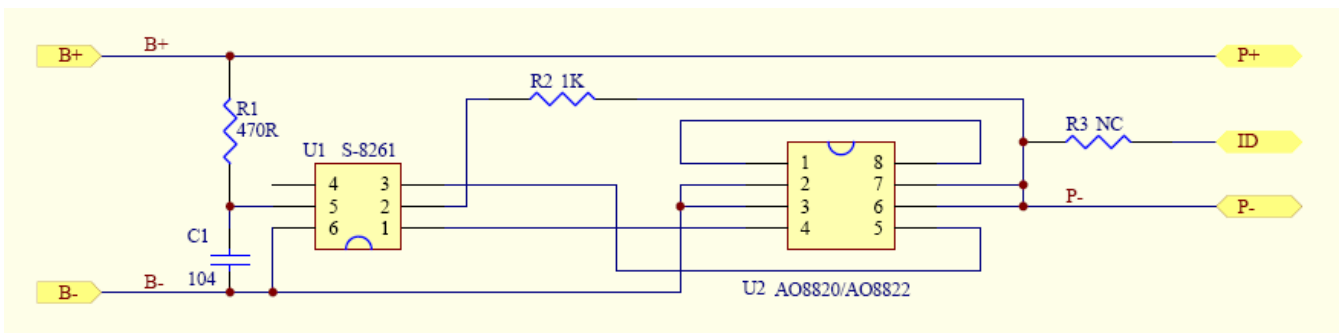 B+ B+ P+
R2 1K
R1
470R
R3 NC ID
U1 S-8261
1 8
4 3 2 7
5 2 3 6 P- P-
6 1 4 5
C1
104
U2 AO8820/AO8822
B- B-